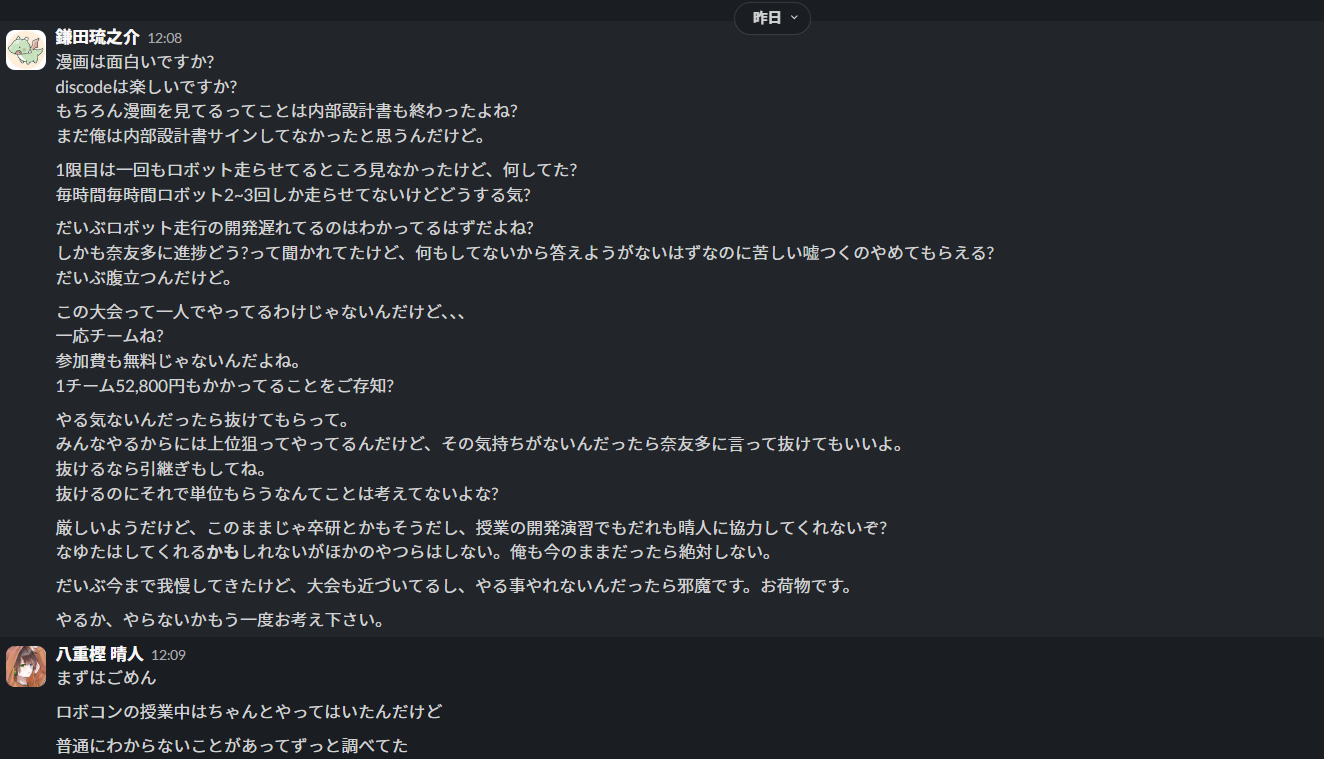 昨日
鎌田琉之介 12:08
漫画は面白いですか?
discodeは楽しいですか?
もちろん漫画を見てるってことは内部設計書も終わったよね?
まだ俺は内部設計書サインしてなかったと思うんだけど。
1限目は一回もロボット走らせてるところ見なかったけど、何してた?
毎時間毎時間ロボット2~3回しか走らせてないけどどうする気?
だいぶロボット走行の開発遅れてるのはわかってるはずだよね?
しかも奈友多に進捗どう?って聞かれてたけど、何もしてないから答えようがないはずなのに苦しい嘘つくのやめてもらえる?
だいぶ腹立つんだけど。
この大会って一人でやってるわけじゃないんだけど、、、
一応チームね?
参加費も無料じゃないんだよね。
1チーム52,800円もかかってることをご存知?
やる気ないんだったら抜けてもらって。
みんなやるからには上位狙ってやってるんだけど、その気持ちがないんだったら奈友多に言って抜けてもいいよ。
抜けるなら引継ぎもしてね。
抜けるのにそれで単位もらうなんてことは考えてないよな?
厳しいようだけど、このままじゃ卒研とかもそうだし、授業の開発演習でもだれも晴人に協力してくれないぞ?
なゆたはしてくれるかもしれないがほかのやつらはしない。俺も今のままだったら絶対しない。
だいぶ今まで我慢してきたけど、大会も近づいてるし、やる事やれないんだったら邪魔です。お荷物です。
やるか、やらないかもう一度お考え下さい。
八重樫 晴人 12:09
まずはごめん
ロボコンの授業中はちゃんとやってはいたんだけど
普通にわからないことがあってずっと調べてた